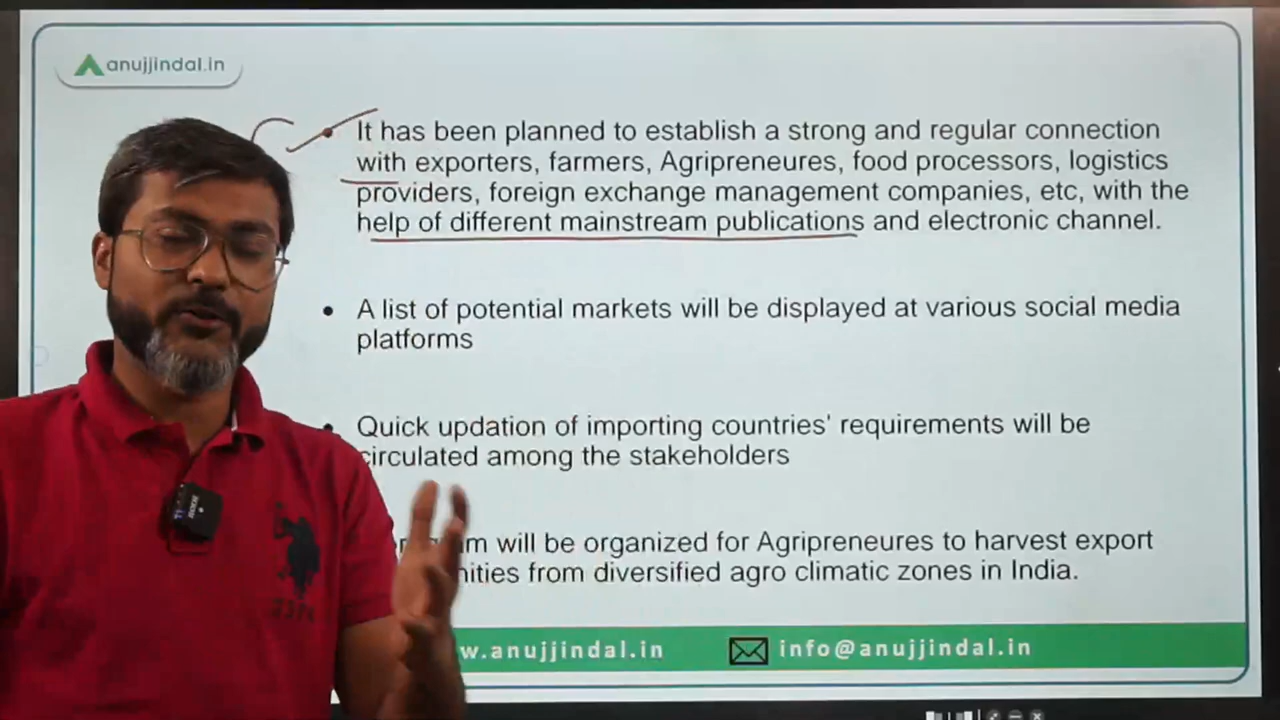 anujjindal.in
It has been planned to establish a strong and regular connection
with exporters, farmers, Agripreneures, food processors, logistics
providers, foreign exchange management companies, etc, with the
help of different mainstream publications and electronic channel.
A list of potential markets will be displayed at various social media
platforms
Quick updation of importing countries' requirements will be
circulated among the stakeholders
will be organized for Agripreneures to harvest export
from diversified agro climatic zones in India.
w.anujjindal.in
info@anujjindal.in